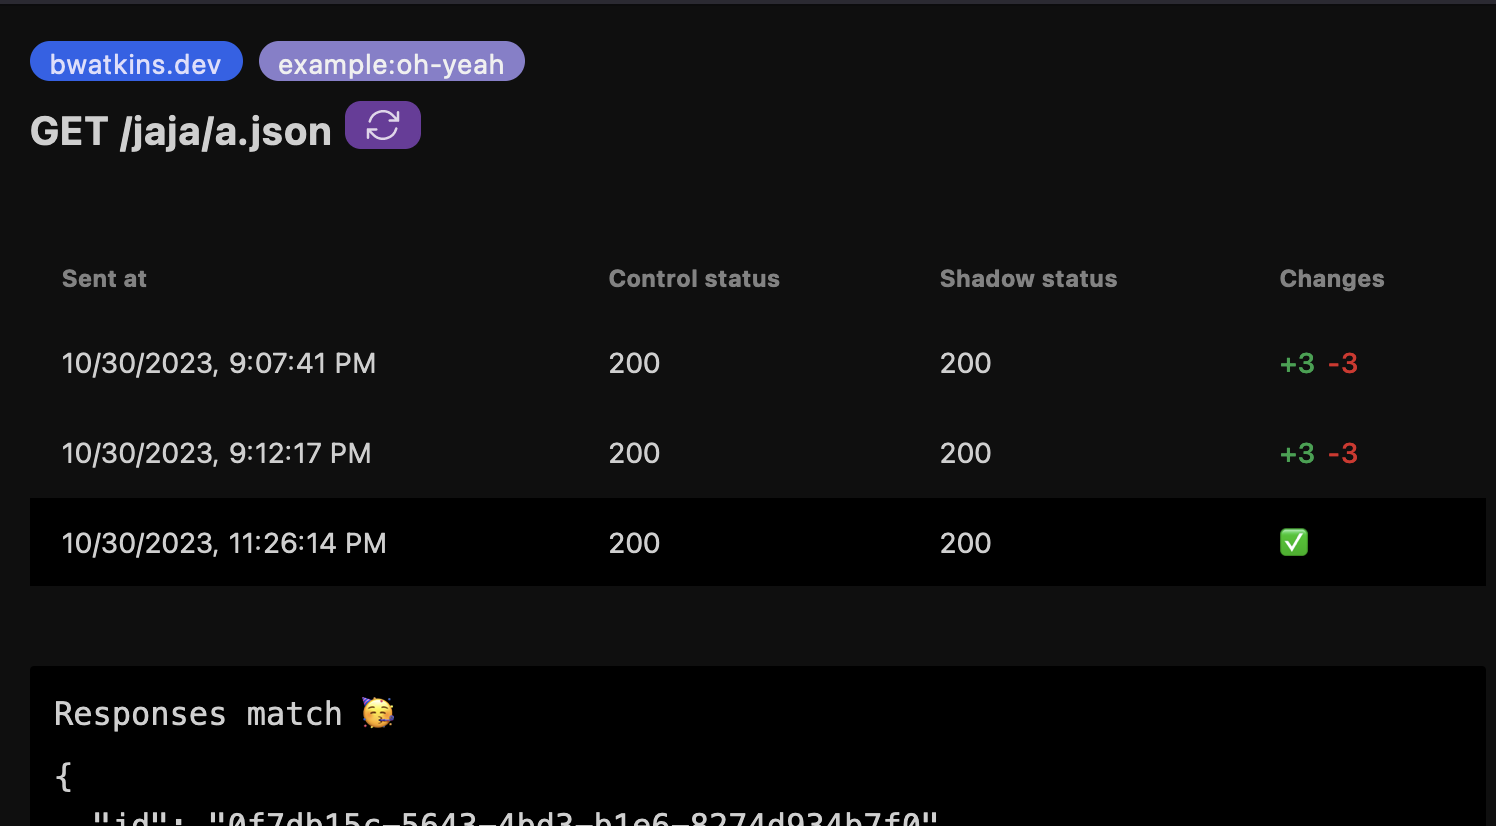 bwatkins.dev example:oh-yeah
GET /jaja/a.json
Sent at Control status Shadow status Changes
10/30/2023, 9:07:41 PM 200 200 +3 -3
10/30/2023, 9:12:17 PM 200 200 +3 -3
10/30/2023, 11:26:14 PM 200 200 ✅
Responses match 🥳
{
"id": "0f7db15c-5643-4bd3-b1e6-8274d934b7f0"